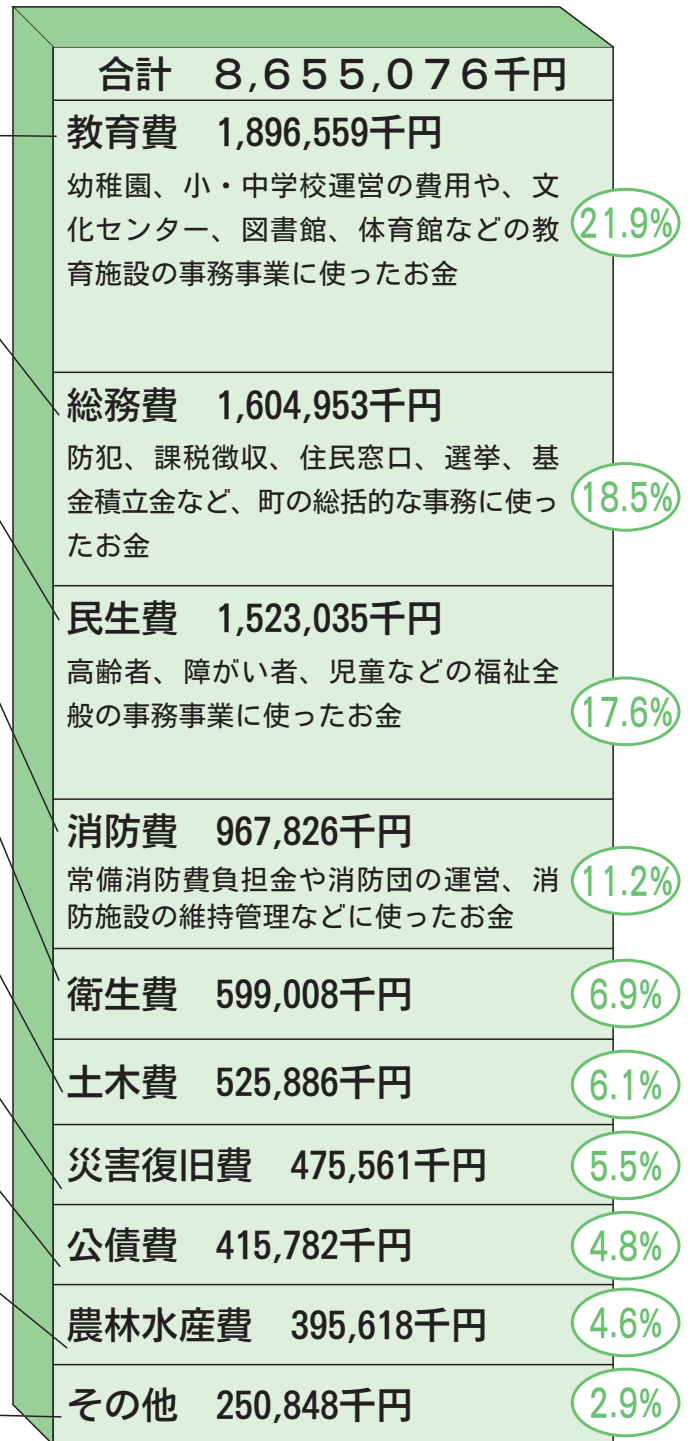 合計　8,655,076千円
教育費　1,896,559千円
幼稚園、小・中学校運営の費用や、文
化センター、図書館、体育館などの教
育施設の事務事業に使ったお金
21.9%
総務費　1,604,953千円
防犯、課税徴収、住民窓口、選挙、基
金積立金など、町の総括的な事務に使っ
たお金
18.5%
民生費　1,523,035千円
高齢者、障がい者、児童などの福祉全
般の事務事業に使ったお金
17.6%
消防費　967,826千円
常備消防費負担金や消防団の運営、消
防施設の維持管理などに使ったお金
11.2%
衛生費　599,008千円
6.9%
土木費　525,886千円
6.1%
災害復旧費　475,561千円
5.5%
公債費　415,782千円
4.8%
農林水産費　395,618千円
4.6%
その他　250,848千円
2.9%